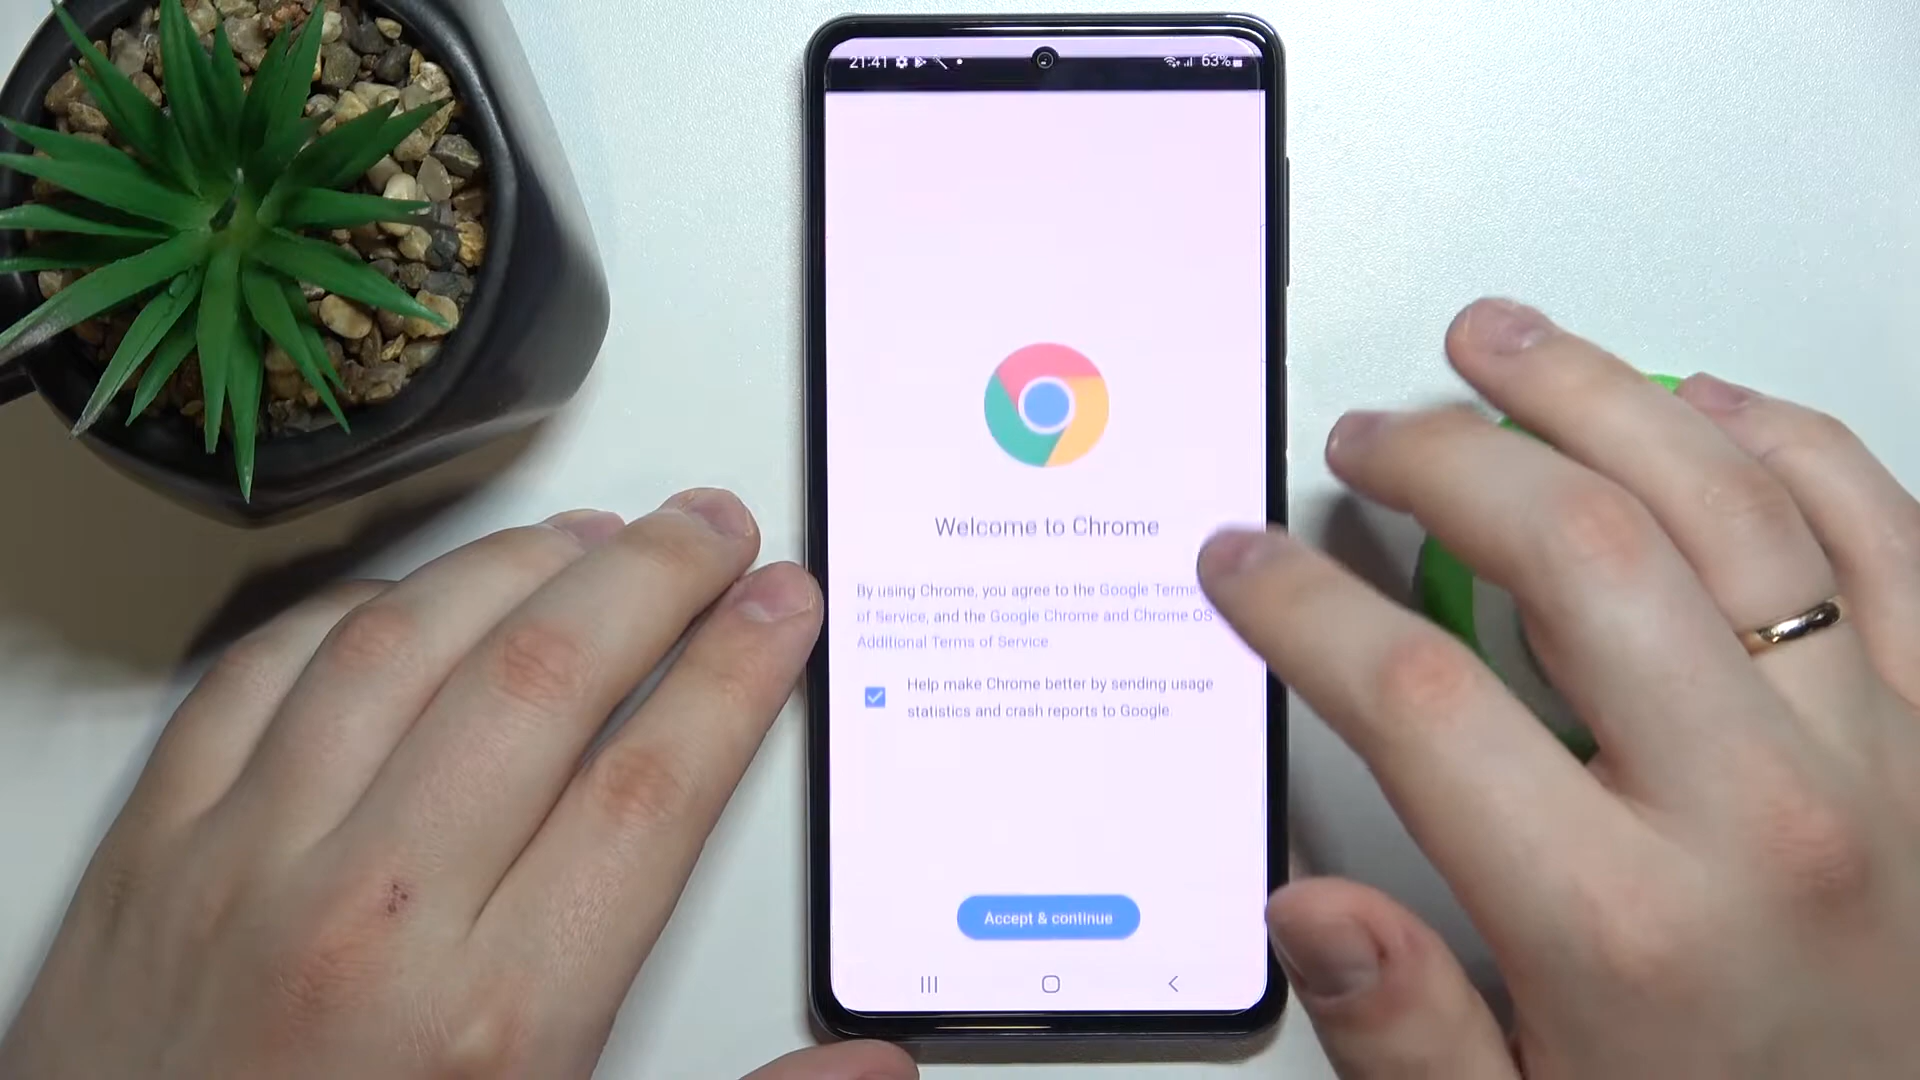 21:41 63%
Welcome to Chrome
By using Chrome, you agree to the Google Terms
of Service, and the Google Chrome and Chrome OS
Additional Terms of Service.
Help make Chrome better by sending usage
statistics and crash reports to Google.
Accept & continue